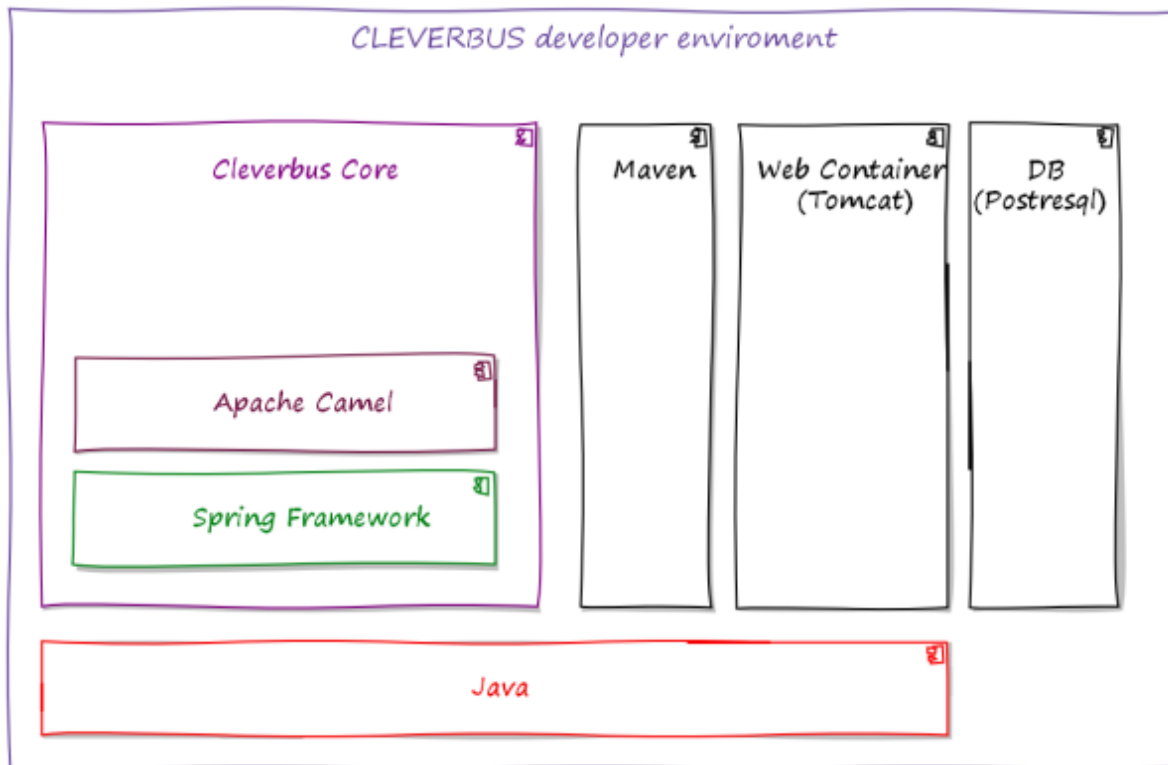 CLEVERBUS developer enviroment
Cleverbus Core
Maven
Web Container
(Tomcat)
DB
(Postresql)
Apache Camel
Spring Framework
Java